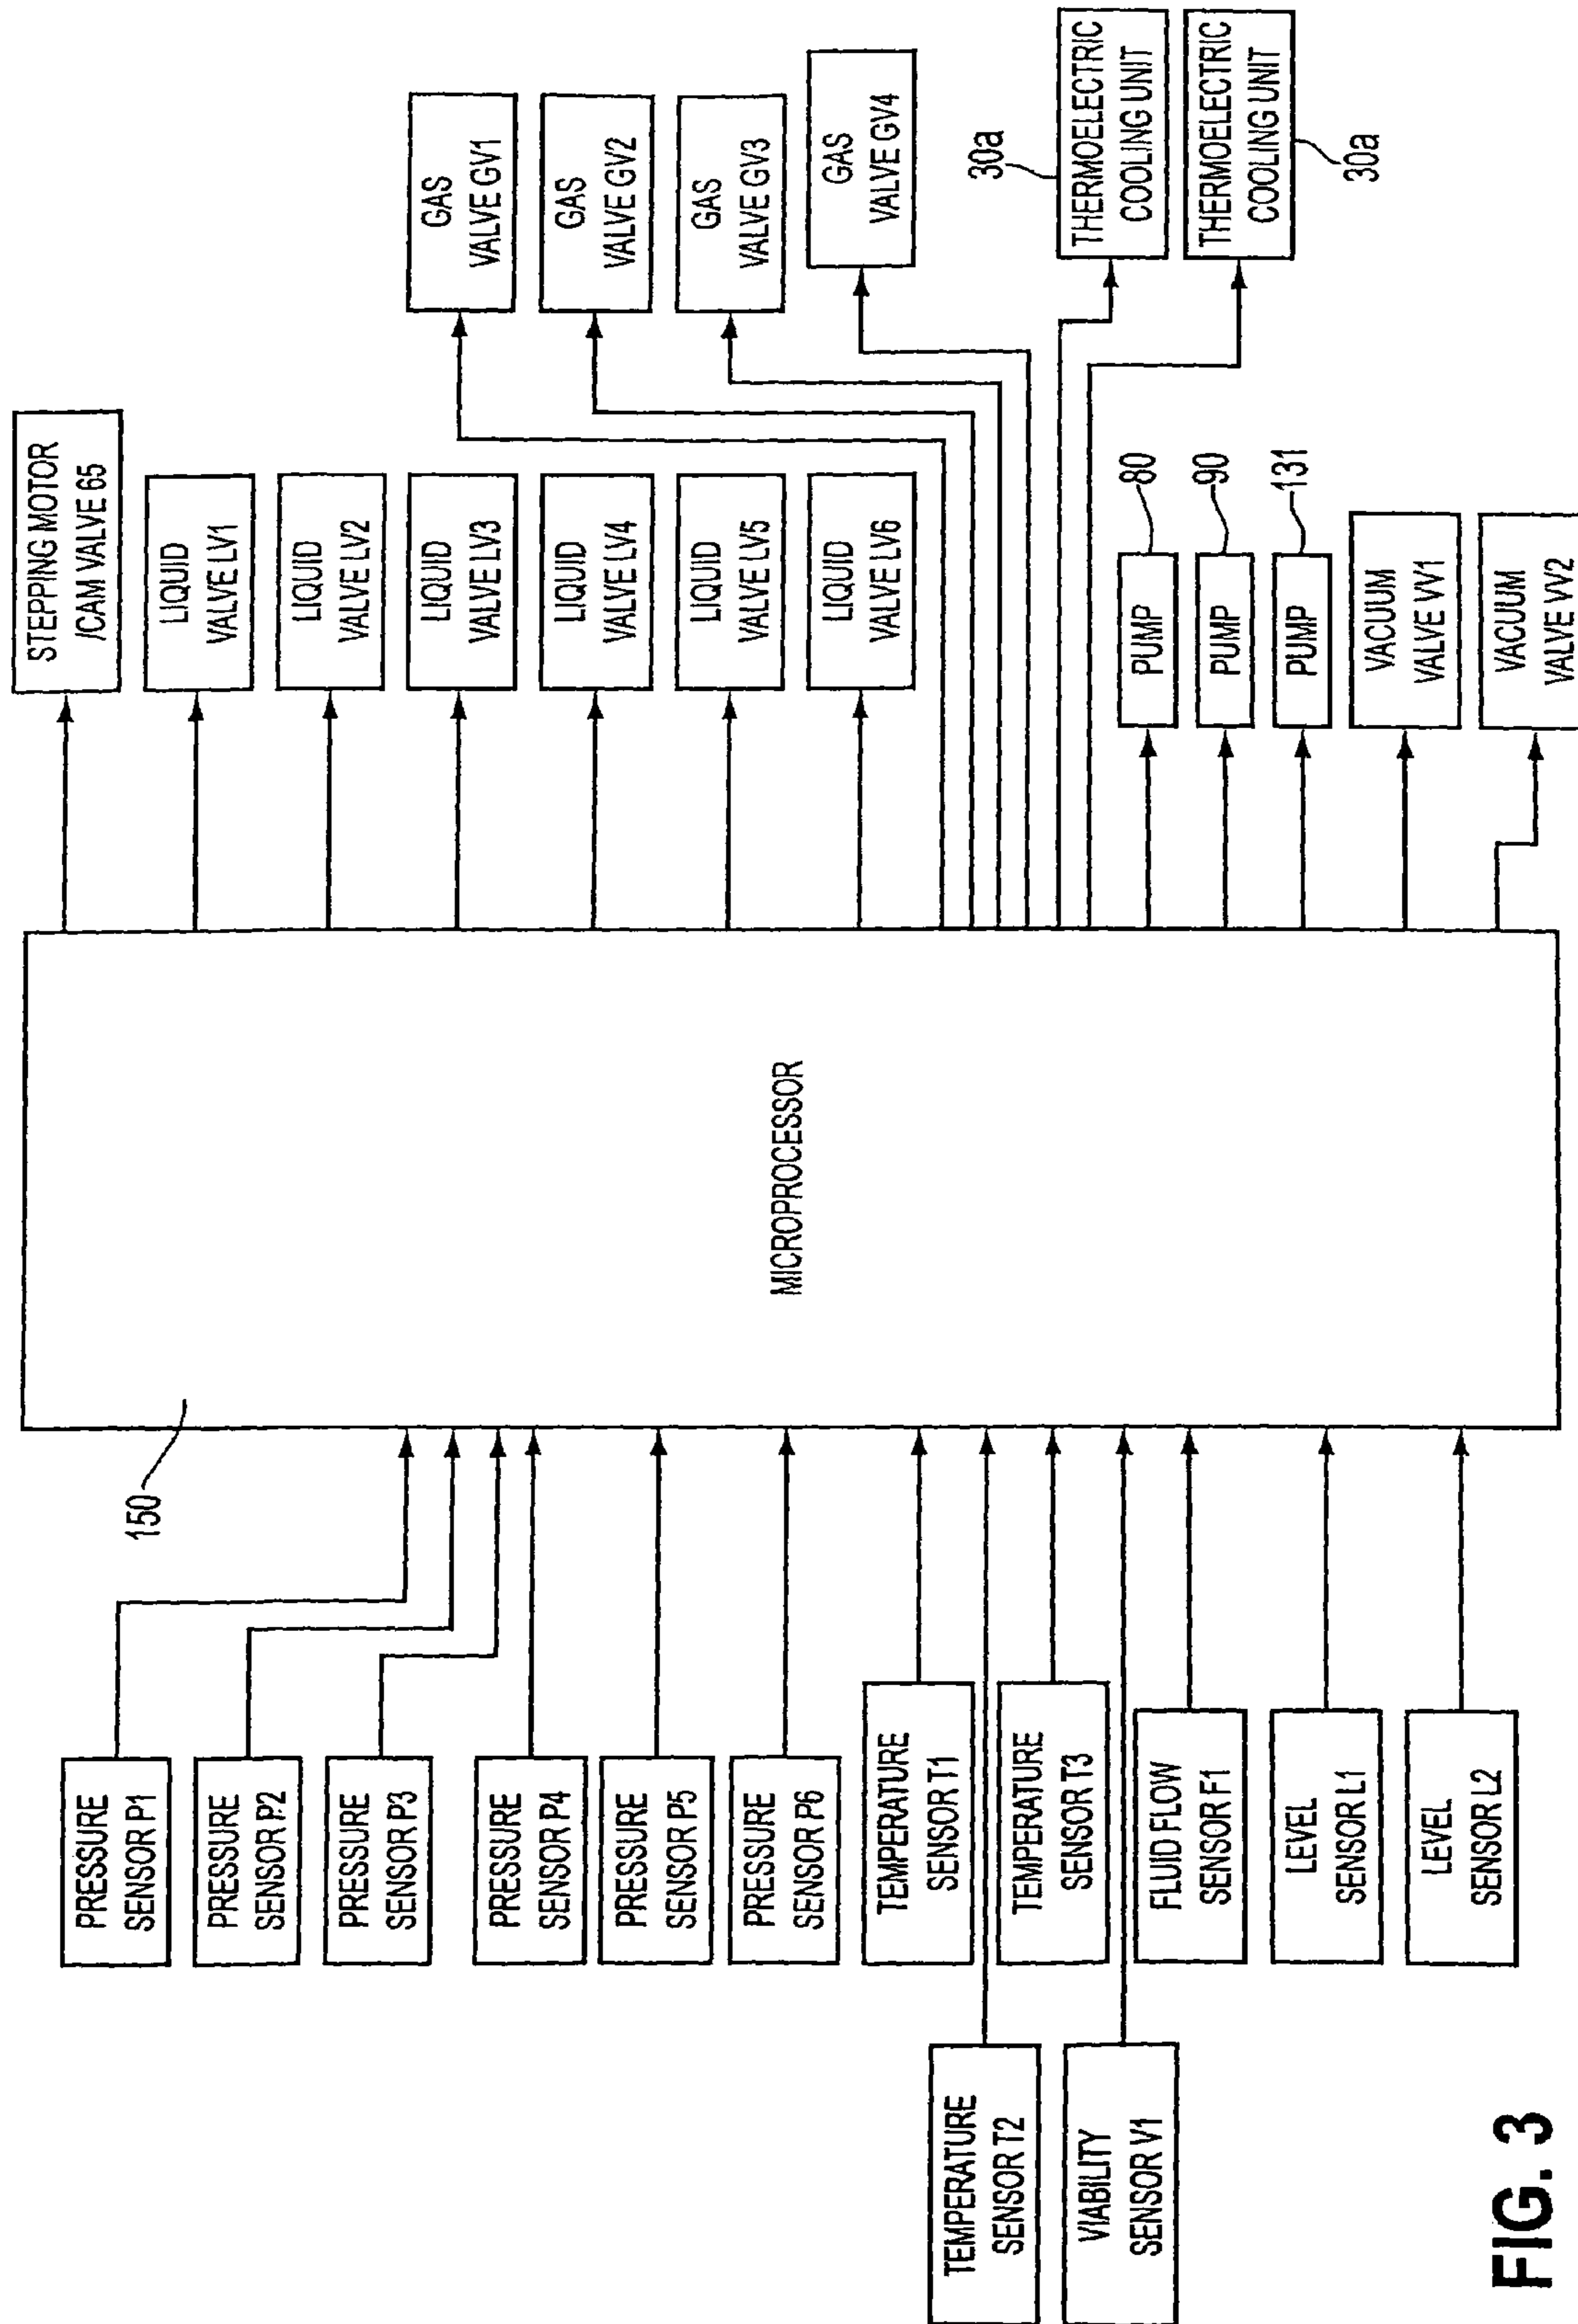 PRESSURE
SENSOR P1
PRESSURE
SENSOR P2
PRESSURE
SENSOR P3
PRESSURE
SENSOR P4
PRESSURE
SENSOR P5
PRESSURE
SENSOR P6
TEMPERATURE
SENSOR T1
TEMPERATURE
SENSOR T2
TEMPERATURE
SENSOR T3
VIABILITY
SENSOR V1
FLUID FLOW
SENSOR F1
LEVEL
SENSOR L1
LEVEL
SENSOR L2
150
MICROPROCESSOR
STEPPING MOTOR
/CAM VALVE 65
LIQUID
VALVE LV1
LIQUID
VALVE LV2
LIQUID
VALVE LV3
LIQUID
VALVE LV4
LIQUID
VALVE LV5
LIQUID
VALVE LV6
GAS
VALVE GV1
GAS
VALVE GV2
GAS
VALVE GV3
GAS
VALVE GV4
30a
THERMOELECTRIC
COOLING UNIT
THERMOELECTRIC
COOLING UNIT
30a
PUMP
80
PUMP
90
PUMP
131
VACUUM
VALVE VV1
VACUUM
VALVE VV2
FIG. 3